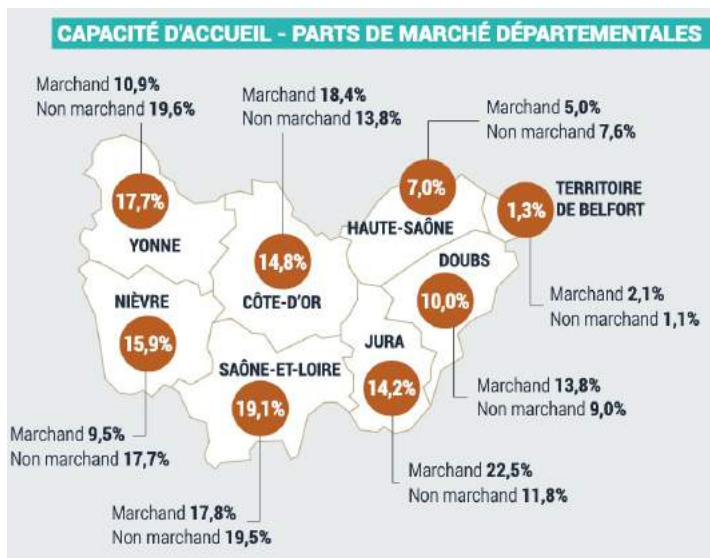 CAPACITÉ D'ACCUEIL - PARTS DE MARCHÉ DÉPARTEMENTALES
Marchand 10,9%
Non marchand 19,6%
Marchand 18,4%
Non marchand 13,8%
Marchand 5,0%
Non marchand 7,6%
17,7%
YONNE
14,8%
CÔTE-D'OR
7,0%
HAUTE-SAÔNE
1,3%
TERRITOIRE
DE BELFORT
Marchand 2,1%
Non marchand 1,1%
DOUBS
10,0%
Marchand 13,8%
Non marchand 9,0%
NIÈVRE
15,9%
Marchand 9,5%
Non marchand 17,7%
SAÔNE-ET-LOIRE
19,1%
Marchand 17,8%
Non marchand 19,5%
JURA
14,2%
Marchand 22,5%
Non marchand 11,8%